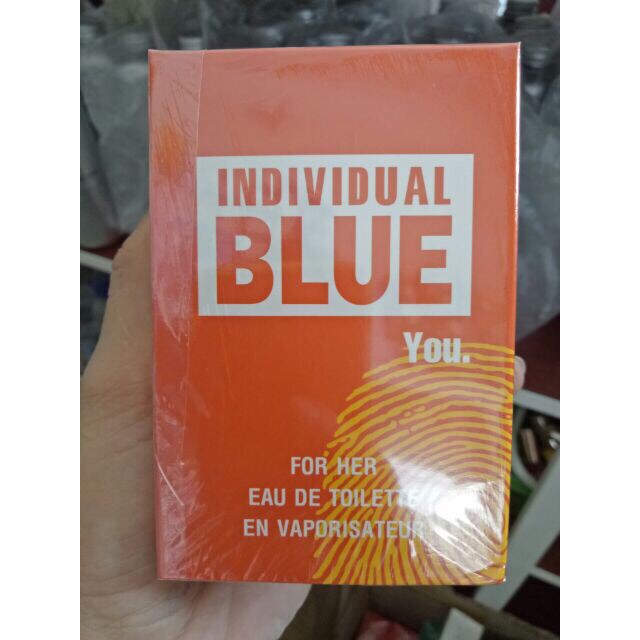 INDIVIDUAL
BLUE
You.
FOR HER
EAU DE TOILETTE
EN VAPORISATEUR